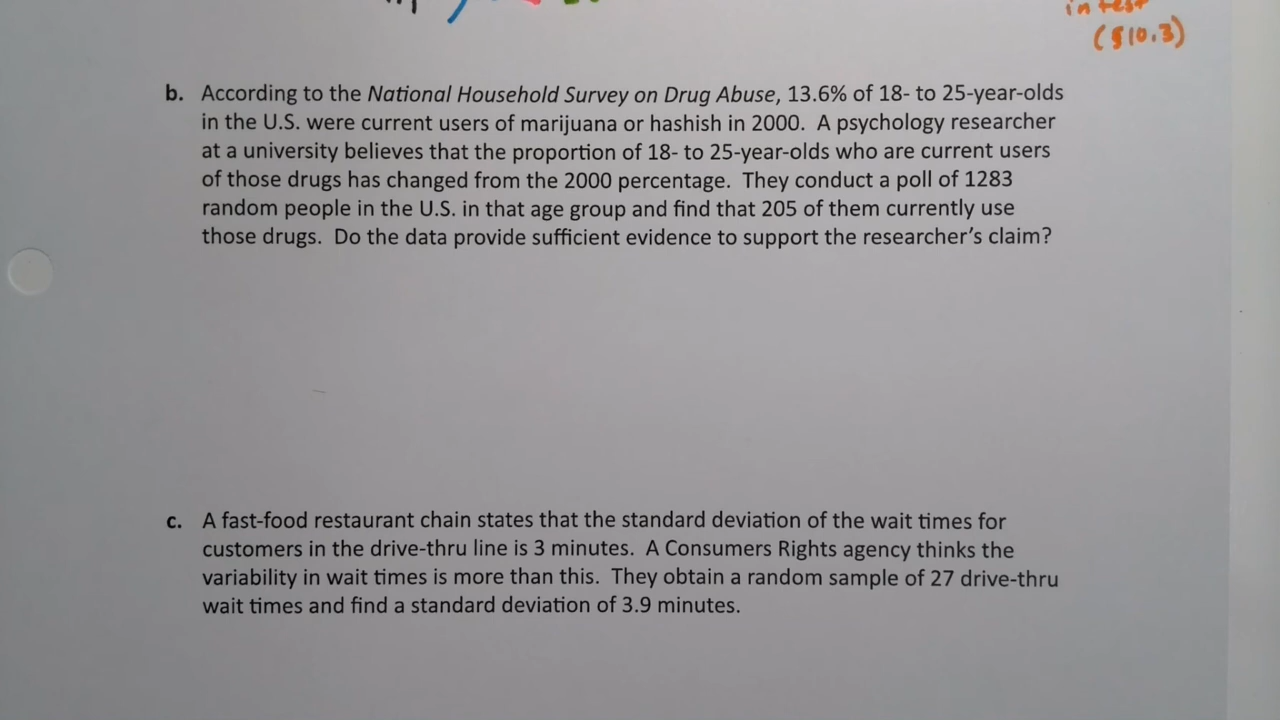 in test
(§10.3)
b. According to the National Household Survey on Drug Abuse, 13.6% of 18- to 25-year-olds
in the U.S. were current users of marijuana or hashish in 2000. A psychology researcher
at a university believes that the proportion of 18- to 25-year-olds who are current users
of those drugs has changed from the 2000 percentage. They conduct a poll of 1283
random people in the U.S. in that age group and find that 205 of them currently use
those drugs. Do the data provide sufficient evidence to support the researcher's claim?
c. A fast-food restaurant chain states that the standard deviation of the wait times for
customers in the drive-thru line is 3 minutes. A Consumers Rights agency thinks the
variability in wait times is more than this. They obtain a random sample of 27 drive-thru
wait times and find a standard deviation of 3.9 minutes.